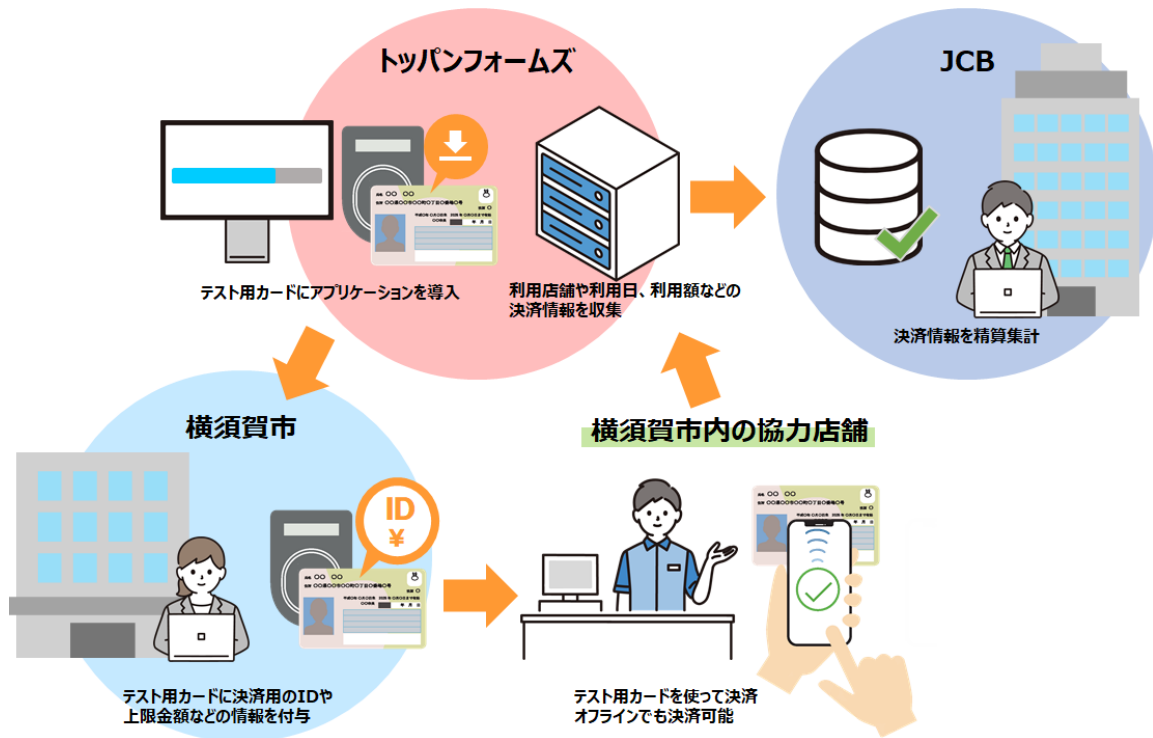 トッパンフォームズ
JCB
テスト用カードにアプリケーションを導入
利用店舗や利用日、利用額などの
決済情報を収集
決済情報を精算集計
横須賀市
横須賀市内の協力店舗
ID
¥
テスト用カードに決済用のIDや
上限金額などの情報を付与
テスト用カードを使って決済
オフラインでも決済可能